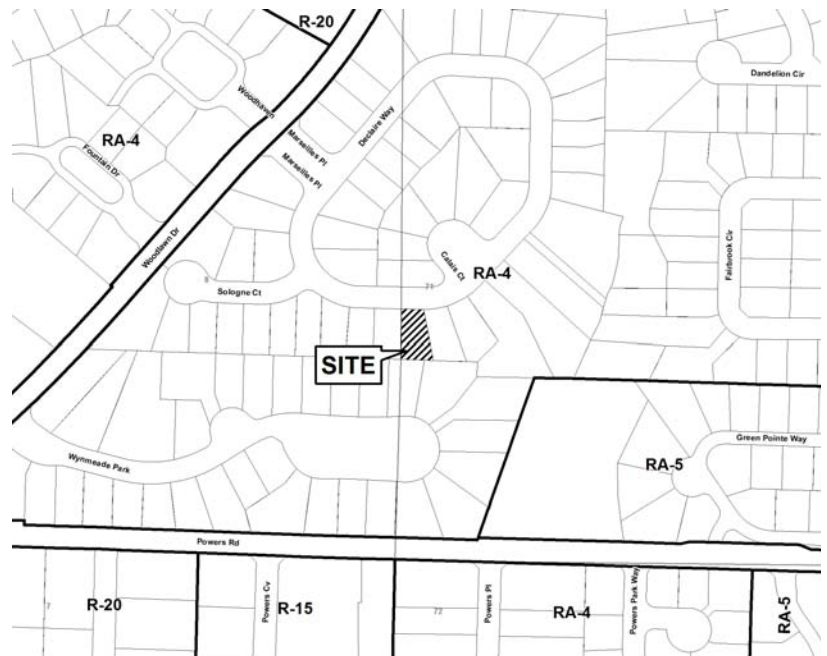 R-20
Woodhawn
Dandelion Cir
RA-4
Declaire Way
Marseilles Pl
Marseilles Pl
Fountain Dr
Woodlawn Dr
Fairbrook Cir
Calais Ct
RA-4
Sologne Ct
SITE
Wynmeade Park
Green Pointe Way
RA-5
Powers Rd
R-20
Powers Cv
R-15
72
Powers Pl
RA-4
Powers Park Way
RA-5